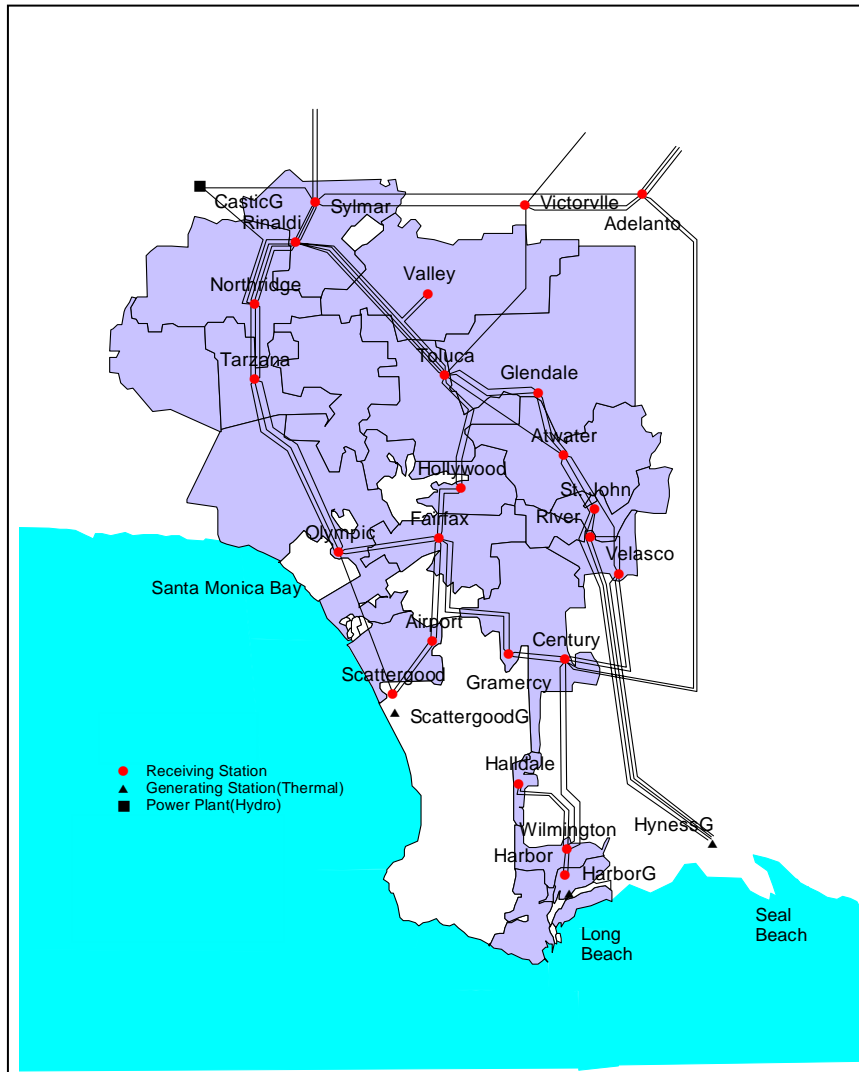 CasticG
Sylmar
Victorvlle
Rinaldi
Adelanto
Valley
Northridge
Tarzana
Toluca
Glendale
Atwater
Hollywood
St- John
River
Fairfax
Olympic
Velasco
Santa Monica Bay
Airport
Century
Scattergood
Gramercy
ScattergoodG
Receiving Station
Generating Station(Thermal)
Power Plant(Hydro)
Halldale
Wilmington
HynessG
Harbor
HarborG
Seal
Beach
Long
Beach